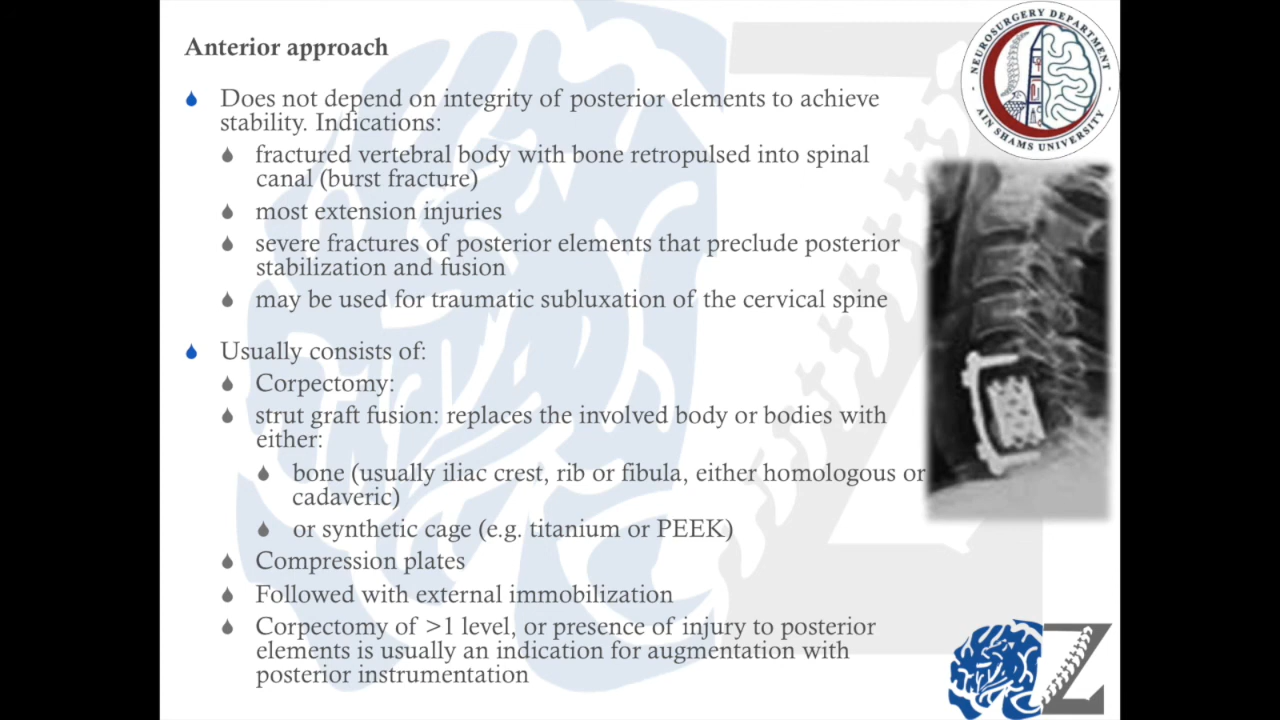 Anterior approach
Does not depend on integrity of posterior elements to achieve
stability. Indications:
fractured vertebral body with bone retropulsed into spinal
canal (burst fracture)
most extension injuries
severe fractures of posterior elements that preclude posterior
stabilization and fusion
may be used for traumatic subluxation of the cervical spine
Usually consists of:
Corpectomy:
strut graft fusion: replaces the involved body or bodies with
either:
bone (usually iliac crest, rib or fibula, either homologous or
cadaveric)
or synthetic cage (e.g. titanium or PEEK)
Compression plates
Followed with external immobilization
Corpectomy of >1 level, or presence of injury to posterior
elements is usually an indication for augmentation with
posterior instrumentation
NEUROSURGERY DEPARTMENT
- AIN SHAMS UNIVERSITY -
Z